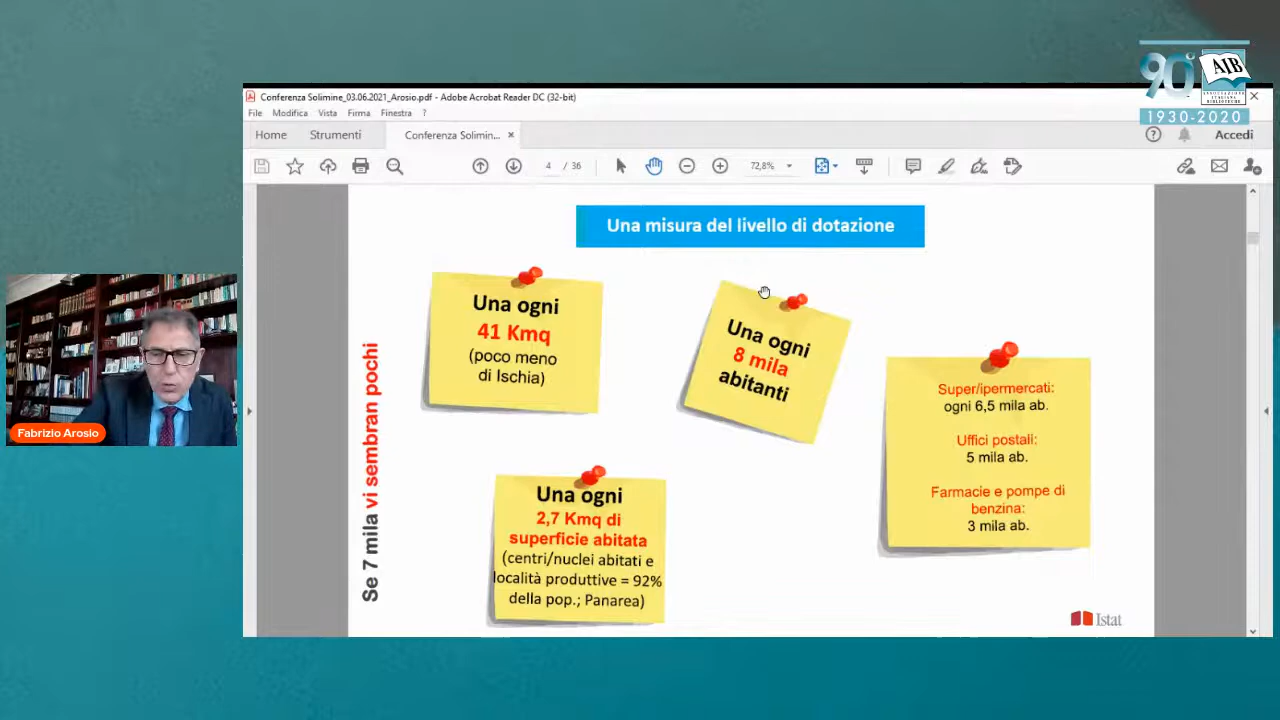 90°
AIB
ASSOCIAZIONE
ITALIANA
BIBLIOTECHE
1930-2020
Conferenza Solimine_03.06.2021_Arosio.pdf - Adobe Acrobat Reader DC (32-bit)
File Modifica Vista Firma Finestra ?
Home Strumenti Conferenza Solimin... × Accedi
4 / 36 72,8%
Una misura del livello di dotazione
Se 7 mila vi sembran pochi
Una ogni
41 Kmq
(poco meno
di Ischia)
Una ogni
8 mila
abitanti
Super/ipermercati:
ogni 6,5 mila ab.
Uffici postali:
5 mila ab.
Farmacie e pompe di
benzina:
3 mila ab.
Una ogni
2,7 Kmq di
superficie abitata
(centri/nuclei abitati e
località produttive = 92%
della pop.; Panarea)
Istat
Fabrizio Arosio